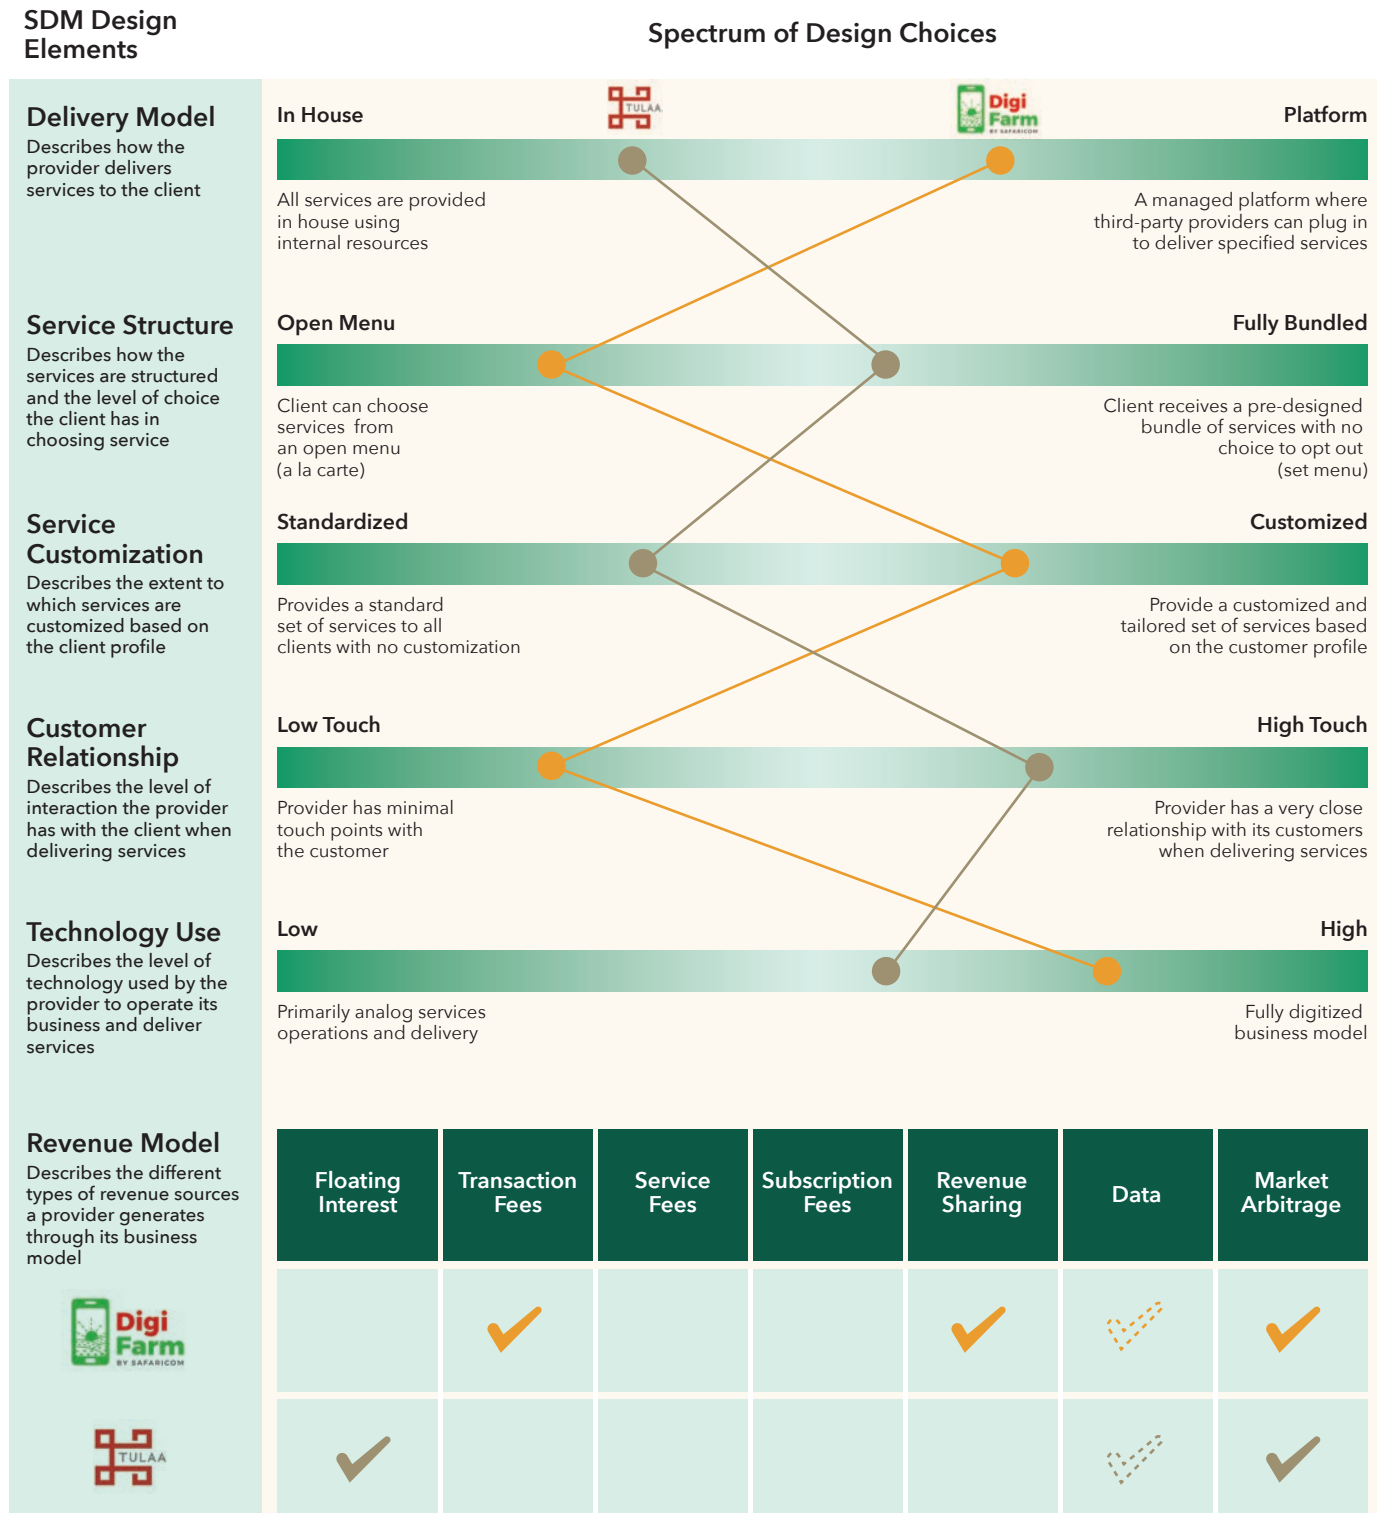 SDM Design
Elements
Spectrum of Design Choices
TULAA
Digi
Farm
BY SAFARICOM
Delivery Model
Describes how the
provider delivers
services to the client
In House
Platform
All services are provided
in house using
internal resources
A managed platform where
third-party providers can plug in
to deliver specified services
Service Structure
Describes how the
services are structured
and the level of choice
the client has in
choosing service
Open Menu
Fully Bundled
Client can choose
services from
an open menu
(a la carte)
Client receives a pre-designed
bundle of services with no
choice to opt out
(set menu)
Service
Customization
Describes the extent to
which services are
customized based on
the client profile
Standardized
Customized
Provides a standard
set of services to all
clients with no customization
Provide a customized and
tailored set of services based
on the customer profile
Customer
Relationship
Describes the level of
interaction the provider
has with the client when
delivering services
Low Touch
High Touch
Provider has minimal
touch points with
the customer
Provider has a very close
relationship with its customers
when delivering services
Technology Use
Describes the level of
technology used by the
provider to operate its
business and deliver
services
Low
High
Primarily analog services
operations and delivery
Fully digitized
business model
Revenue Model
Describes the different
types of revenue sources
a provider generates
through its business
model
Floating
Interest
Transaction
Fees
Service
Fees
Subscription
Fees
Revenue
Sharing
Data
Market
Arbitrage
Digi
Farm
BY SAFARICOM
TULAA